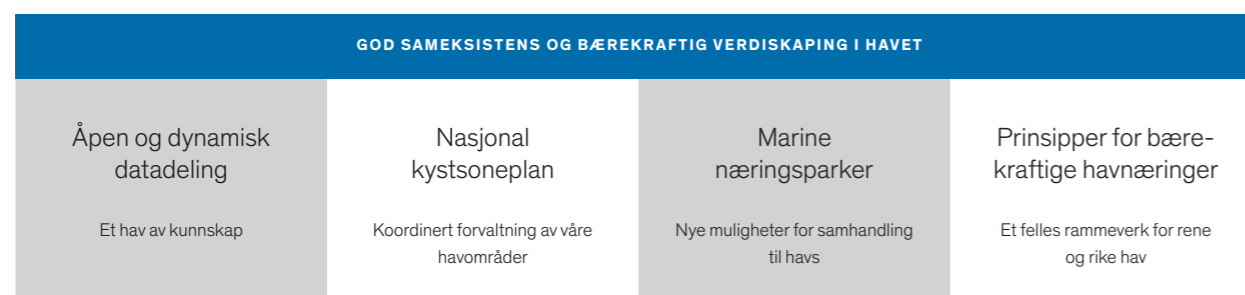 GOD SAMEKSISTENS OG BÆREKRAFTIG VERDISKAPING I HAVET
Åpen og dynamisk
datadeling
Et hav av kunnskap
Nasjonal
kystsoneplan
Koordinert forvaltning av våre
havområder
Marine
næringsparker
Nye muligheter for samhandling
til havs
Prinsipper for bære-
kraftige havnæringer
Et felles rammeverk for rene
og rike hav